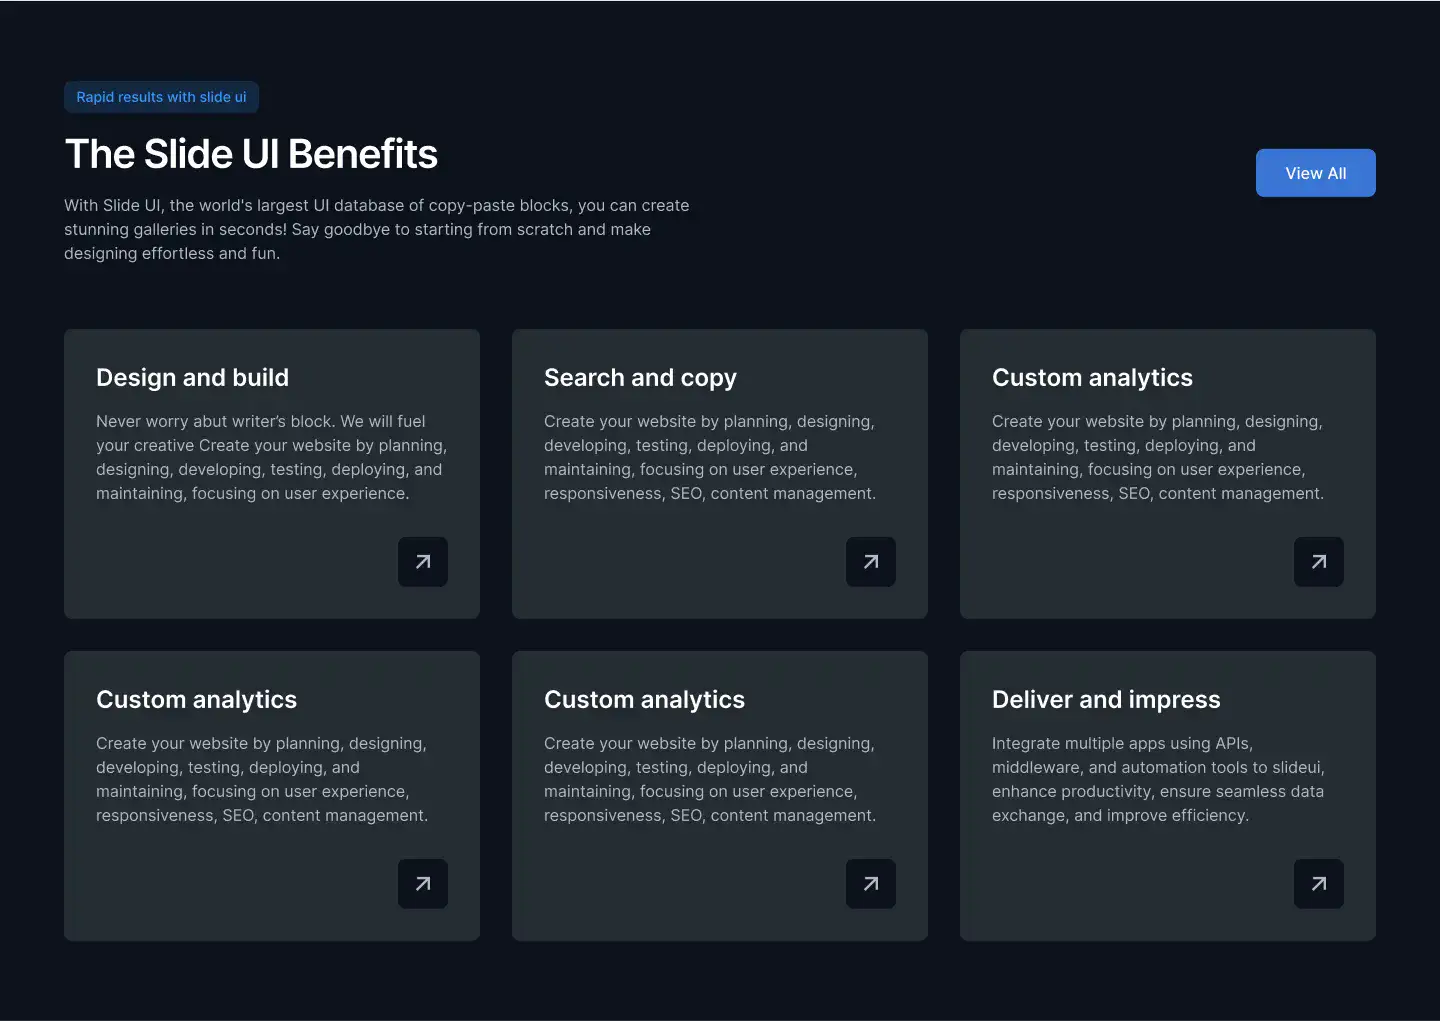 Rapid results with slide ui
The Slide UI Benefits
With Slide UI, the world's largest UI database of copy-paste blocks, you can create
stunning galleries in seconds! Say goodbye to starting from scratch and make
designing effortless and fun.
View All
Design and build
Never worry abut writer’s block. We will fuel
your creative Create your website by planning,
designing, developing, testing, deploying, and
maintaining, focusing on user experience.
Search and copy
Create your website by planning, designing,
developing, testing, deploying, and
maintaining, focusing on user experience,
responsiveness, SEO, content management.
Custom analytics
Create your website by planning, designing,
developing, testing, deploying, and
maintaining, focusing on user experience,
responsiveness, SEO, content management.
Custom analytics
Create your website by planning, designing,
developing, testing, deploying, and
maintaining, focusing on user experience,
responsiveness, SEO, content management.
Custom analytics
Create your website by planning, designing,
developing, testing, deploying, and
maintaining, focusing on user experience,
responsiveness, SEO, content management.
Deliver and impress
Integrate multiple apps using APIs,
middleware, and automation tools to slideui,
enhance productivity, ensure seamless data
exchange, and improve efficiency.